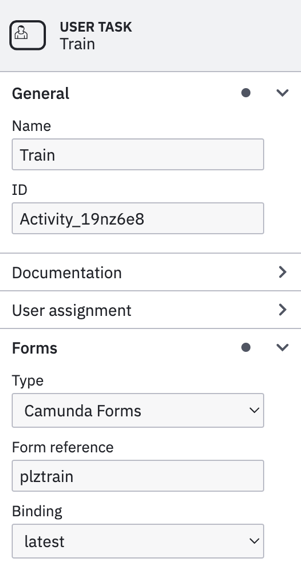 USER TASK
Train
General
Name
Train
ID
Activity_19nz6e8
Documentation
User assignment
Forms
Type
Camunda Forms
Form reference
plztrain
Binding
latest